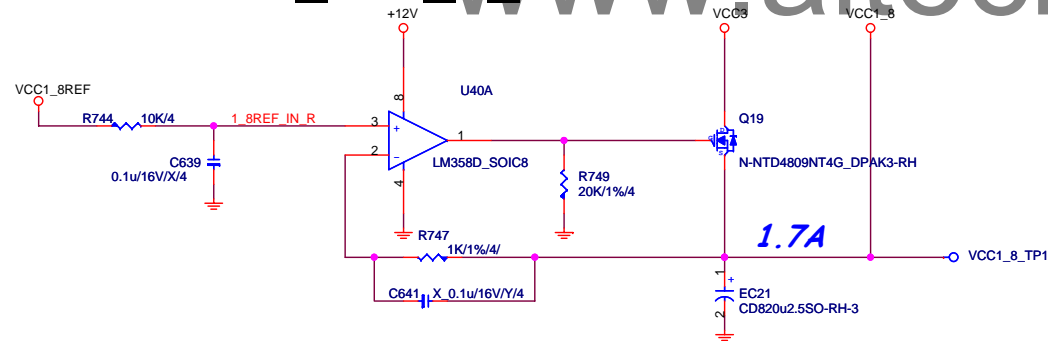 +12V
VCC3
VCC1_8
VCC1_8REF
U40A
R744
10K/4
1_8REF_IN_R
3
8
+
1
Q19
2
−
LM358D_SOIC8
N-NTD4809NT4G_DPAK3-RH
C639
0.1u/16V/X/4
4
R749
20K/1%/4
R747
1K/1%/4/
1.7A
VCC1_8_TP1
C641
X_0.1u/16V/Y/4
1
+
EC21
CD820u2.5SO-RH-3
2